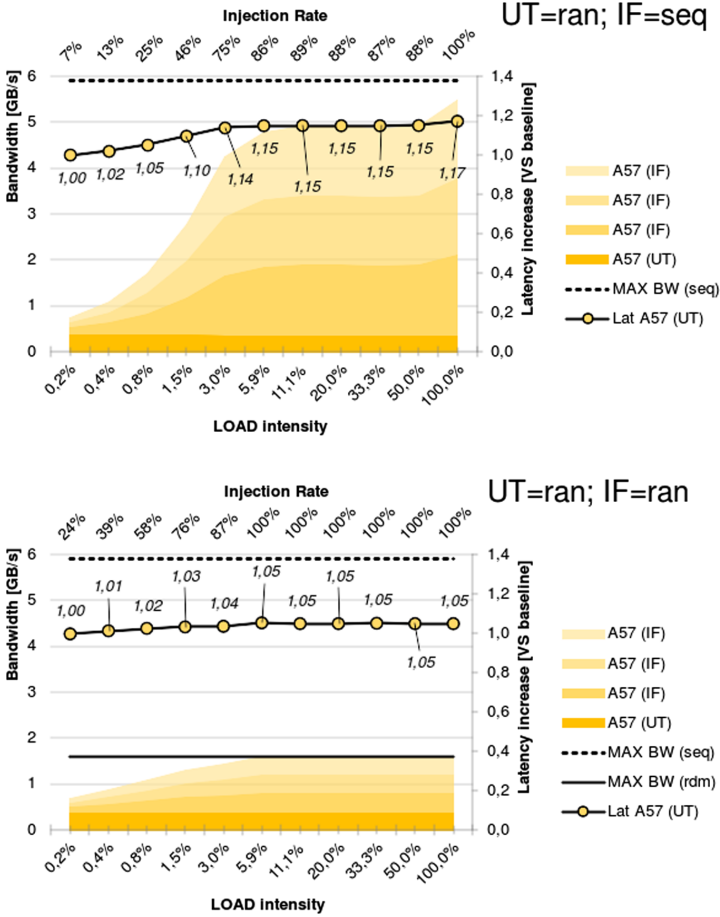 Injection Rate
UT=ran; IF=seq
7% 13% 25% 46% 75% 86% 89% 88% 87% 88% 100%
Bandwidth [GB/s]
6
5
4
3
2
1
0
1,4
1,2
1,0
0,8
0,6
0,4
0,2
0,0
Latency increase [VS baseline]
1,00 1,02 1,05 1,10 1,14 1,15 1,15 1,15 1,15 1,15 1,17
A57 (IF)
A57 (IF)
A57 (IF)
A57 (UT)
MAX BW (seq)
Lat A57 (UT)
0,2% 0,4% 0,8% 1,5% 3,0% 5,9% 11,1% 20,0% 33,3% 50,0% 100,0%
LOAD intensity
Injection Rate
UT=ran; IF=ran
24% 39% 58% 76% 87% 100% 100% 100% 100% 100% 100%
Bandwidth [GB/s]
6
5
4
3
2
1
0
1,4
1,2
1,0
0,8
0,6
0,4
0,2
0,0
Latency increase [VS baseline]
1,00 1,01 1,02 1,03 1,04 1,05 1,05 1,05 1,05 1,05 1,05
A57 (IF)
A57 (IF)
A57 (IF)
A57 (UT)
MAX BW (seq)
MAX BW (rdm)
Lat A57 (UT)
0,2% 0,4% 0,8% 1,5% 3,0% 5,9% 11,1% 20,0% 33,3% 50,0% 100,0%
LOAD intensity